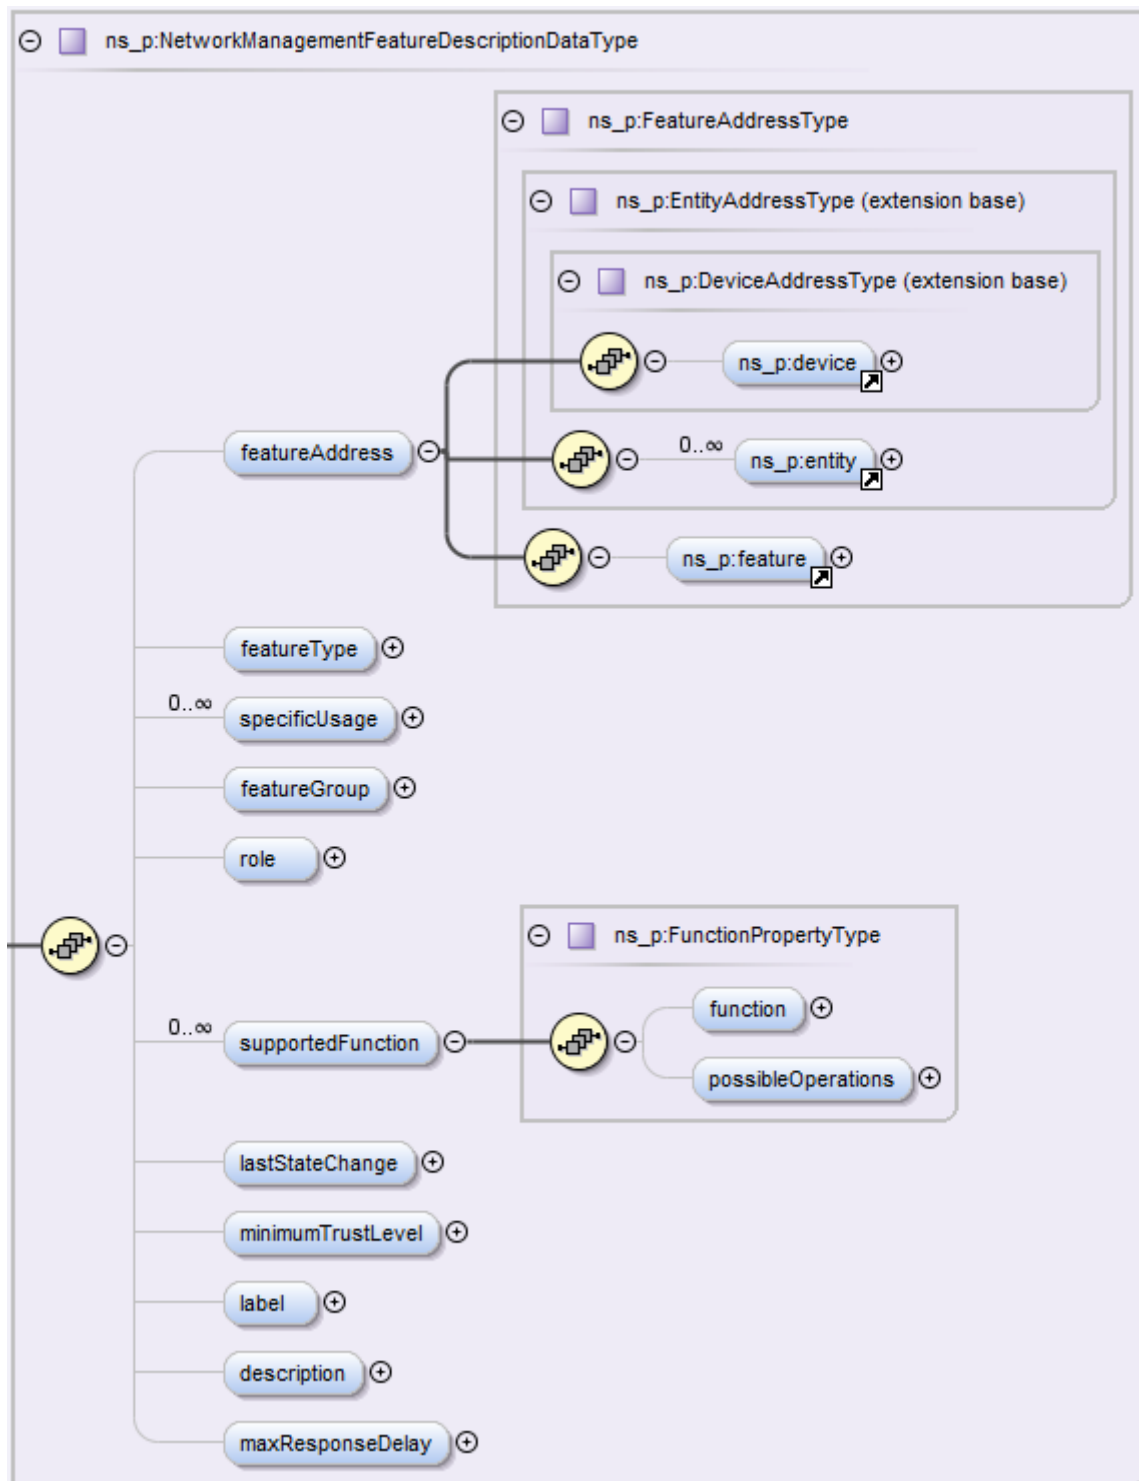 ns_p:NetworkManagementFeatureDescriptionDataType
ns_p:FeatureAddressType
ns_p:EntityAddressType (extension base)
ns_p:DeviceAddressType (extension base)
ns_p:device
featureAddress
0..∞
ns_p:entity
ns_p:feature
featureType
0..∞
specificUsage
featureGroup
role
ns_p:FunctionPropertyType
function
0..∞
supportedFunction
possibleOperations
lastStateChange
minimumTrustLevel
label
description
maxResponseDelay